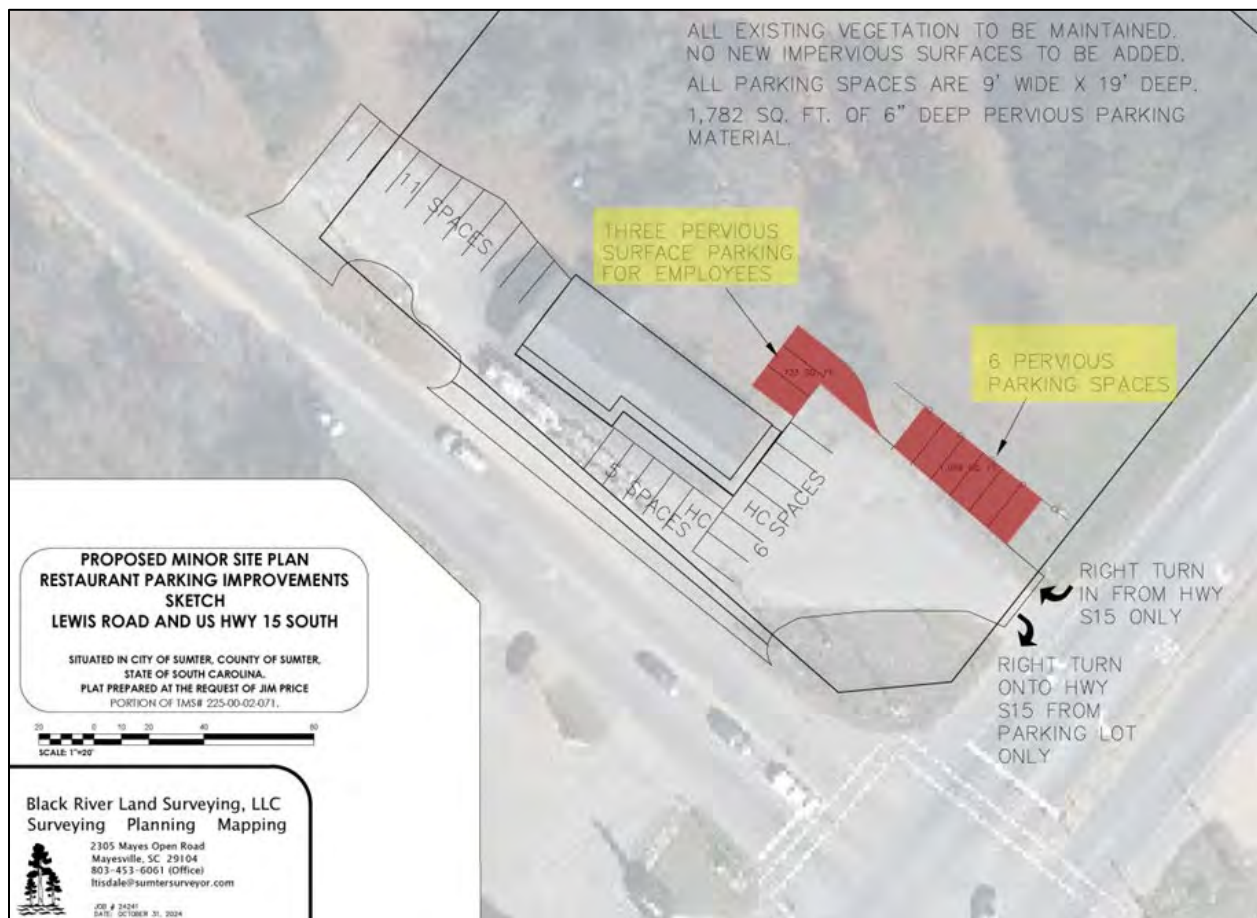 ALL EXISTING VEGETATION TO BE MAINTAINED.
NO NEW IMPERVIOUS SURFACES TO BE ADDED.
ALL PARKING SPACES ARE 9' WIDE X 19' DEEP.
1,782 SQ. FT. OF 6" DEEP PERVIOUS PARKING
MATERIAL.
11 SPACES
THREE PERVIOUS
SURFACE PARKING
FOR EMPLOYEES
6 PERVIOUS
PARKING SPACES
5 SPACES
HC
HC
6 SPACES
RIGHT TURN
IN FROM HWY
S15 ONLY
RIGHT TURN
ONTO HWY
S15 FROM
PARKING LOT
ONLY
PROPOSED MINOR SITE PLAN
RESTAURANT PARKING IMPROVEMENTS
SKETCH
LEWIS ROAD AND US HWY 15 SOUTH
SITUATED IN CITY OF SUMTER, COUNTY OF SUMTER,
STATE OF SOUTH CAROLINA.
PLAT PREPARED AT THE REQUEST OF JIM PRICE
PORTION OF TMS# 225-00-02-071.
20 0 10 20 40 80
SCALE: 1"=20'
Black River Land Surveying, LLC
Surveying Planning Mapping
2305 Mayes Open Road
Mayesville, SC 29104
803-453-6061 (Office)
ltisdale@sumtersurveyor.com
JOB # 24241
DATE: OCTOBER 31, 2024